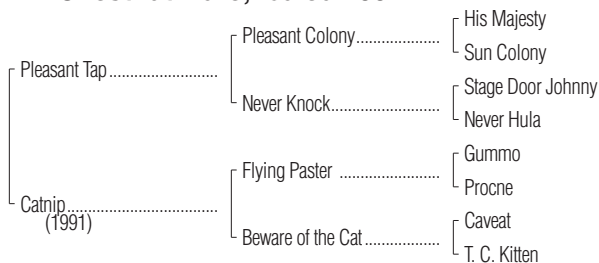 His Majesty
Pleasant Colony.....................
Sun Colony
Pleasant Tap...........................
Stage Door Johnny
Never Knock...........................
Never Hula
Gummo
Flying Paster .........................
Procne
Catnip......................................
(1991)
Caveat
Beware of the Cat...................
T. C. Kitten